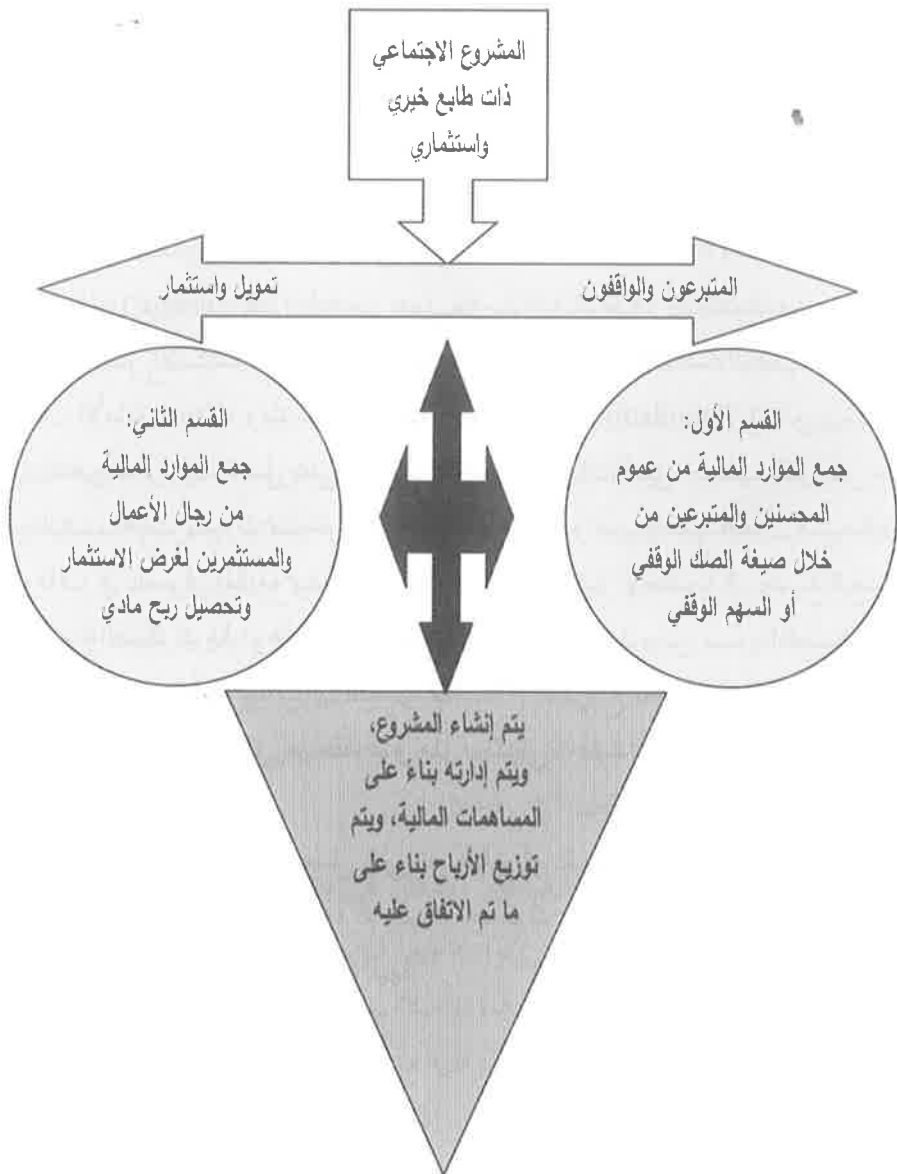 المشروع الاجتماعي
ذات طابع خيري
واستثماري
المتبرعون والواقفون
تمويل واستثمار
القسم الأول:
جمع الموارد المالية من عموم
المحسنين والمتبرعين من
خلال صيغة الصك الوقفي
أو السهم الوقفي
القسم الثاني:
جمع الموارد المالية
من رجال الأعمال
والمستثمرين لغرض الاستثمار
وتحصيل ربح مادي
يتم إنشاء المشروع،
ويتم إدارته بناءً على
المساهمات المالية، ويتم
توزيع الأرباح بناء على
ما تم الاتفاق عليه